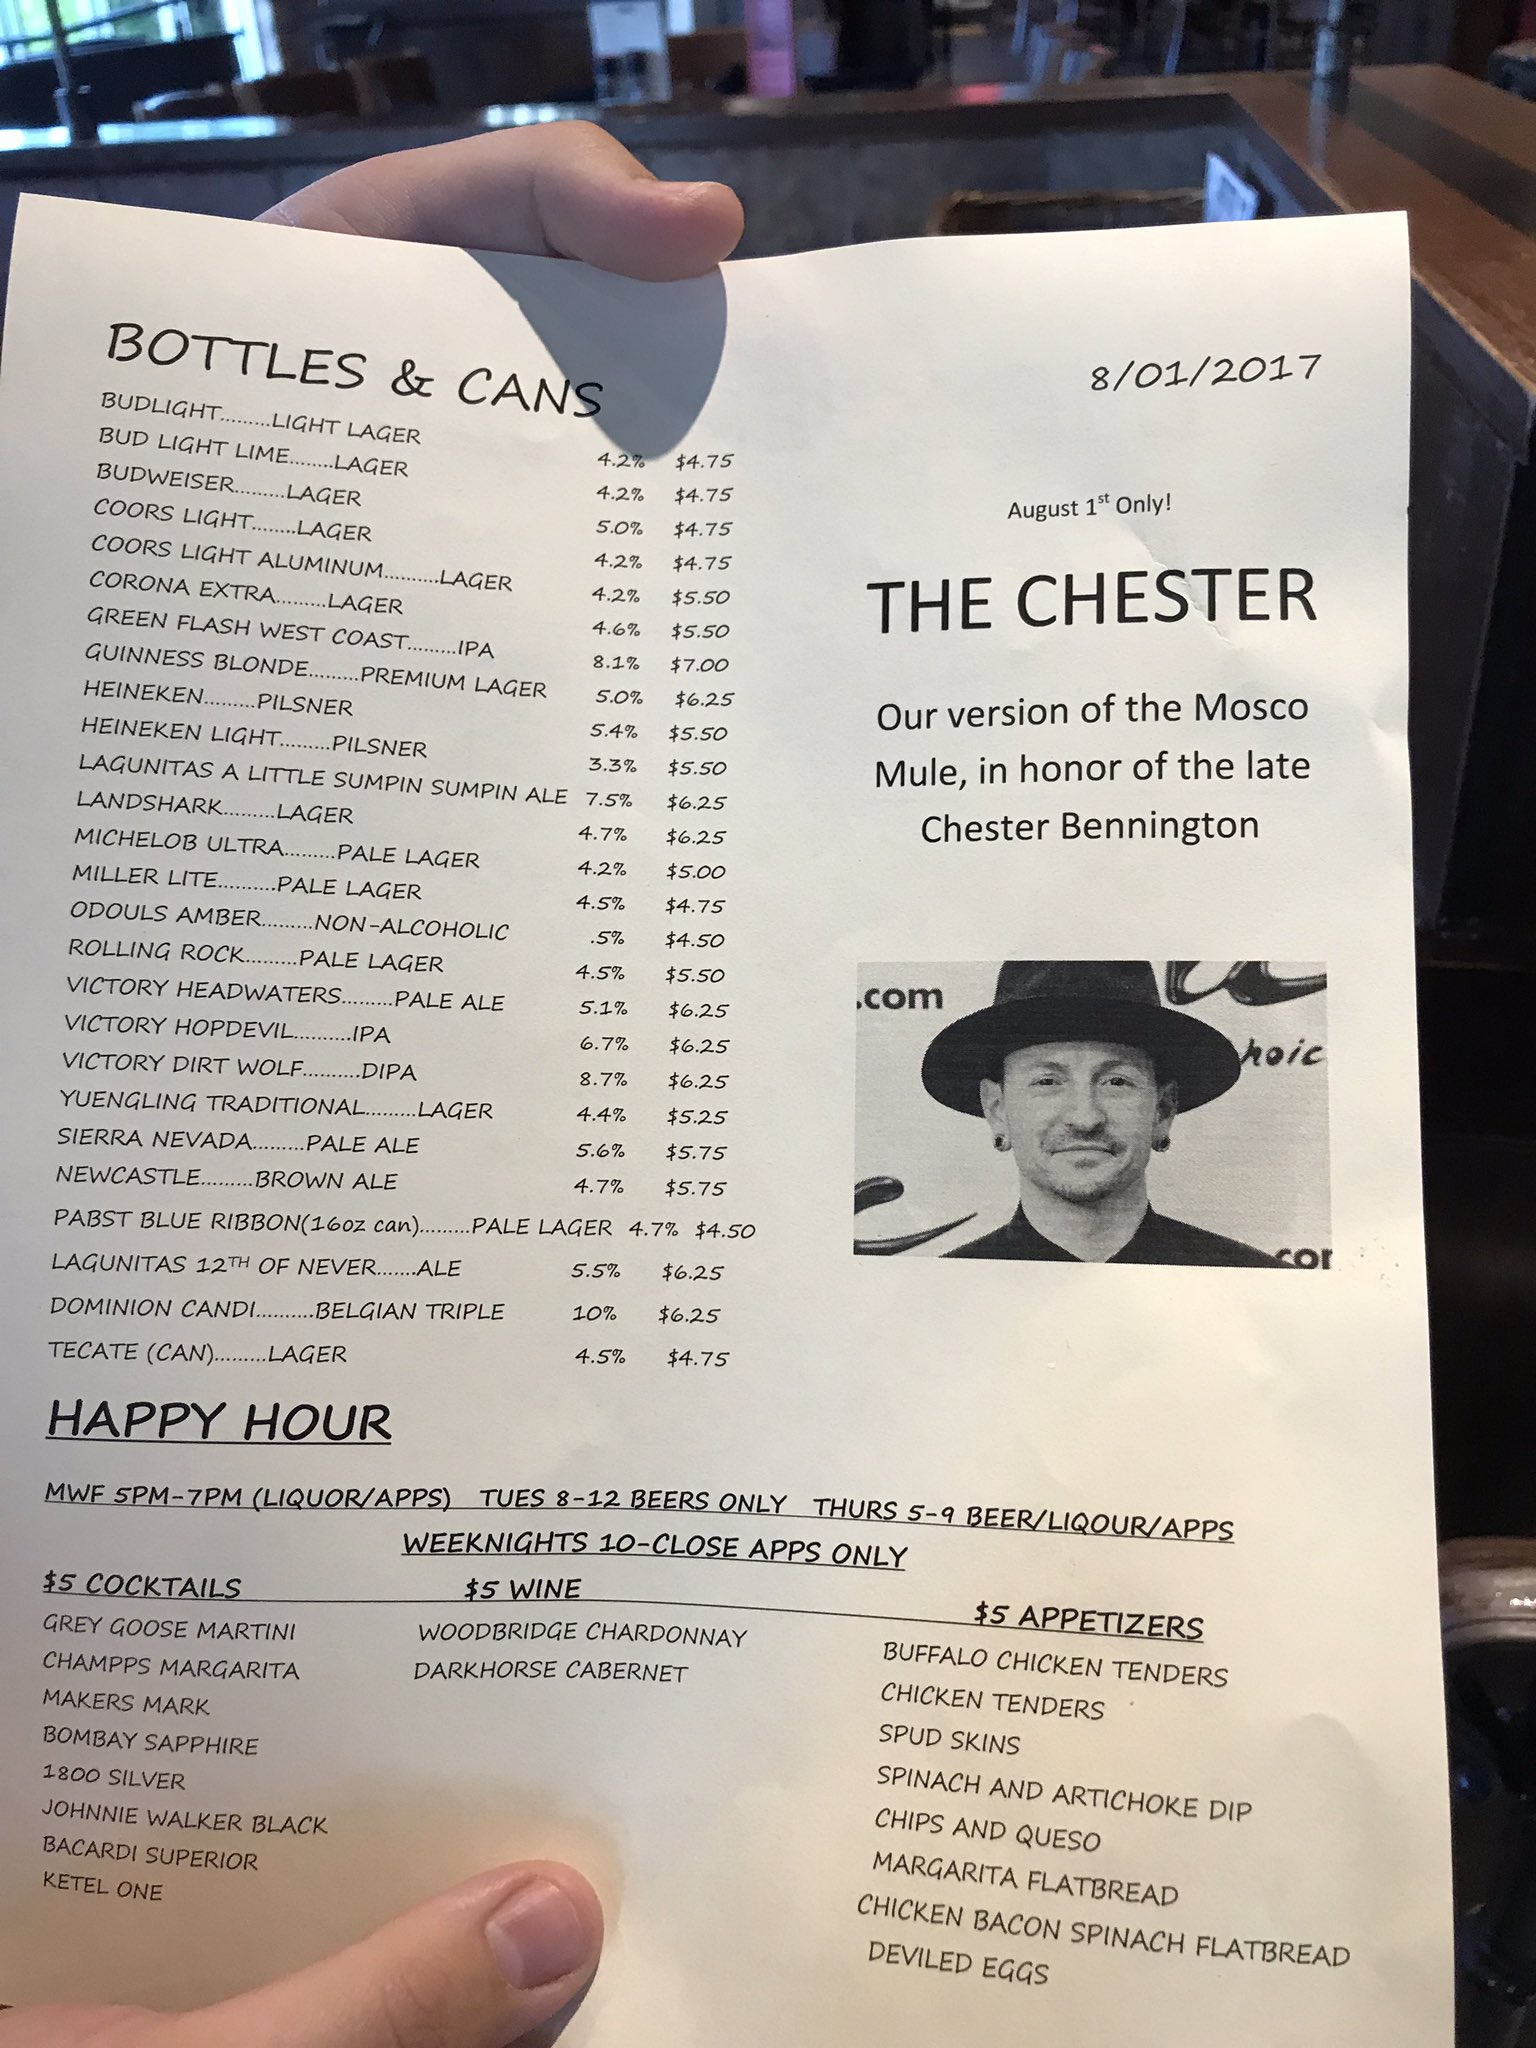 BOTTLES & CANS
BUDLIGHT.........LIGHT LAGER 4.2% $4.75
BUD LIGHT LIME........LAGER 4.2% $4.75
BUDWEISER.........LAGER 5.0% $4.75
COORS LIGHT........LAGER 4.2% $4.75
COORS LIGHT ALUMINUM..........LAGER 4.2% $5.50
CORONA EXTRA.........LAGER 4.6% $5.50
GREEN FLASH WEST COAST.........IPA 8.1% $7.00
GUINNESS BLONDE.........PREMIUM LAGER 5.0% $6.25
HEINEKEN.........PILSNER 5.4% $5.50
HEINEKEN LIGHT.........PILSNER 3.3% $5.50
LAGUNITAS A LITTLE SUMPIN SUMPIN ALE 7.5% $6.25
LANDSHARK.........LAGER 4.7% $6.25
MICHELOB ULTRA.........PALE LAGER 4.2% $5.00
MILLER LITE..........PALE LAGER 4.5% $4.75
ODOULS AMBER.........NON-ALCOHOLIC .5% $4.50
ROLLING ROCK.........PALE LAGER 4.5% $5.50
VICTORY HEADWATERS.........PALE ALE 5.1% $6.25
VICTORY HOPDEVIL..........IPA 6.7% $6.25
VICTORY DIRT WOLF..........DIPA 8.7% $6.25
YUENGLING TRADITIONAL.........LAGER 4.4% $5.25
SIERRA NEVADA.........PALE ALE 5.6% $5.75
NEWCASTLE.........BROWN ALE 4.7% $5.75
PABST BLUE RIBBON(16oz can).........PALE LAGER 4.7% $4.50
LAGUNITAS 12TH OF NEVER.......ALE 5.5% $6.25
DOMINION CANDI..........BELGIAN TRIPLE 10% $6.25
TECATE (CAN).........LAGER 4.5% $4.75
8/01/2017
August 1st Only!
THE CHESTER
Our version of the Mosco
Mule, in honor of the late
Chester Bennington
.com
hoic
con
HAPPY HOUR
MWF 5PM-7PM (LIQUOR/APPS) TUES 8-12 BEERS ONLY THURS 5-9 BEER/LIQOUR/APPS
WEEKNIGHTS 10-CLOSE APPS ONLY
$5 COCKTAILS
GREY GOOSE MARTINI
CHAMPPS MARGARITA
MAKERS MARK
BOMBAY SAPPHIRE
1800 SILVER
JOHNNIE WALKER BLACK
BACARDI SUPERIOR
KETEL ONE
$5 WINE
WOODBRIDGE CHARDONNAY
DARKHORSE CABERNET
$5 APPETIZERS
BUFFALO CHICKEN TENDERS
CHICKEN TENDERS
SPUD SKINS
SPINACH AND ARTICHOKE DIP
CHIPS AND QUESO
MARGARITA FLATBREAD
CHICKEN BACON SPINACH FLATBREAD
DEVILED EGGS